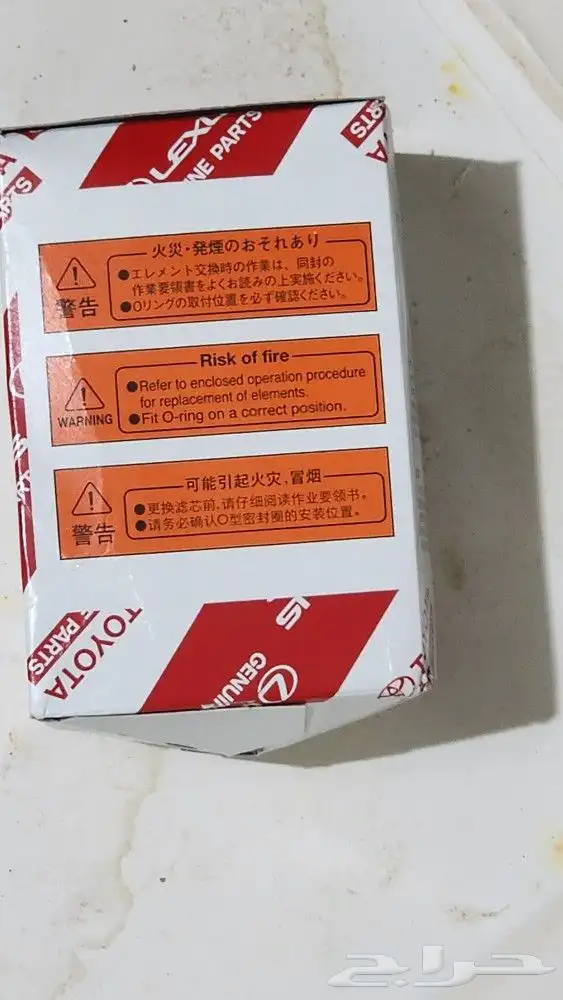 LEXUS
GENUINE PARTS
PARTS
火災・発煙のおそれあり
警告
●エレメント交換時の作業は、同封の
作業要領書をよくお読みの上実施ください。
●Oリングの取付位置を必ず確認ください。
Risk of fire
WARNING
●Refer to enclosed operation procedure
for replacement of elements.
●Fit O-ring on a correct position.
可能引起火灾,冒烟
警告
●更换滤芯前,请仔细阅读作业要领书。
●请务必确认O型密封圈的安装位置。
TOYOTA
PARTS
GENUIN
حراج